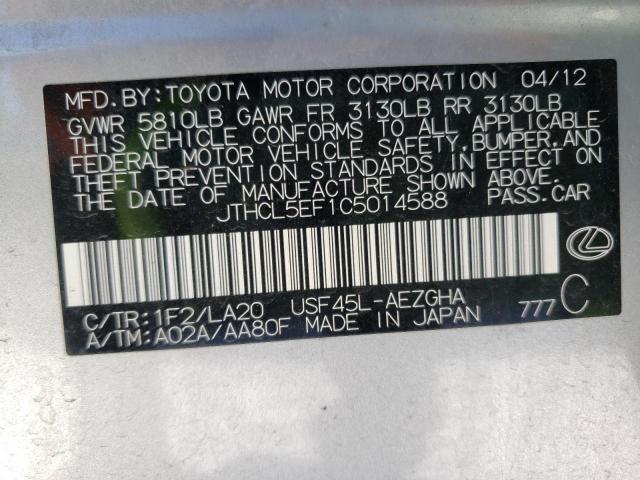 MFD. BY: TOYOTA MOTOR CORPORATION 04/12
GVWR 5810LB GAWR FR 3130LB RR 3130LB
THIS VEHICLE CONFORMS TO ALL APPLICABLE
FEDERAL MOTOR VEHICLE SAFETY, BUMPER, AND
THEFT PREVENTION STANDARDS IN EFFECT ON
THE DATE OF MANUFACTURE SHOWN ABOVE.
JTHCL5EF1C5014588 PASS. CAR
C/TR: 1F2/LA20 USF45L-AEZGHA
A/TM: A02A/AA80F MADE IN JAPAN 777 C